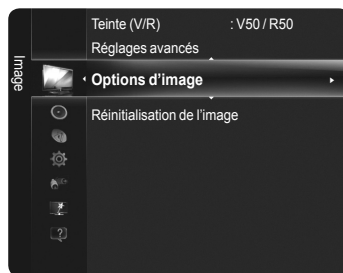 Teinte (V/R) : V50 / R50
Réglages avancés
Image
Options d'image
Réinitialisation de l'image